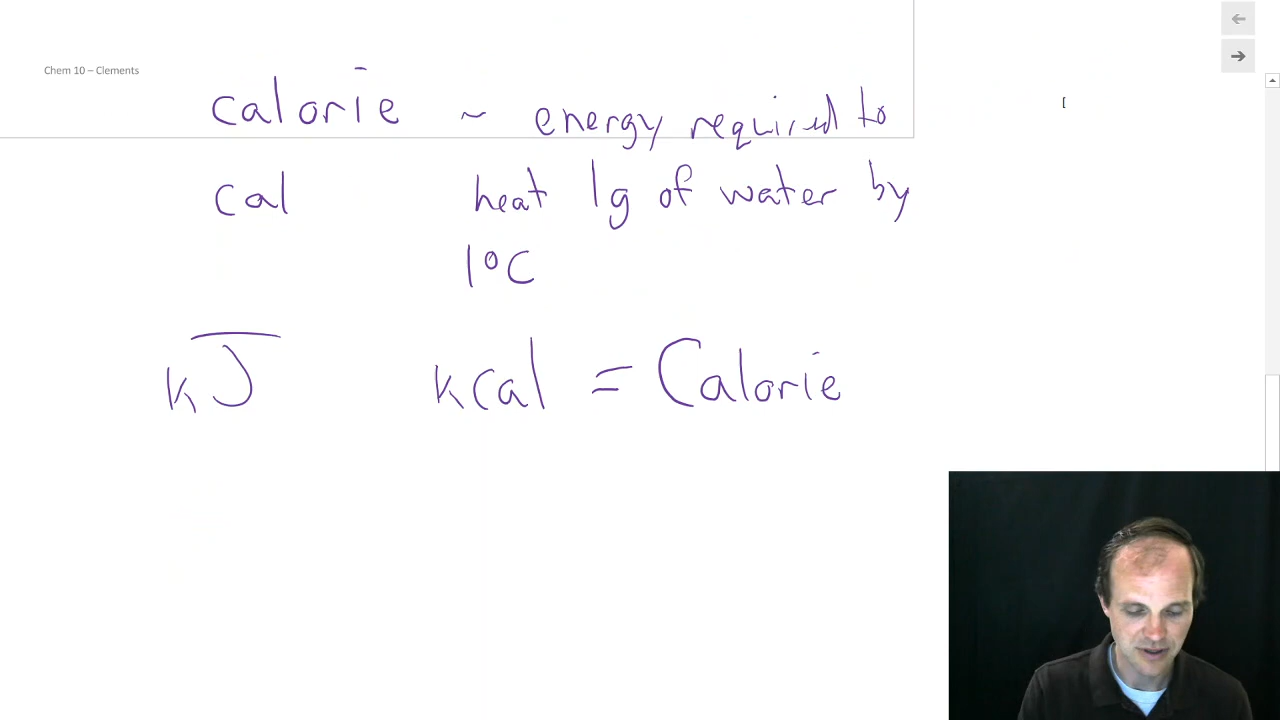 Chem 10 – Clements
calorie ~ energy required to
cal heat 1g of water by
1°C
kJ kcal = Calorie